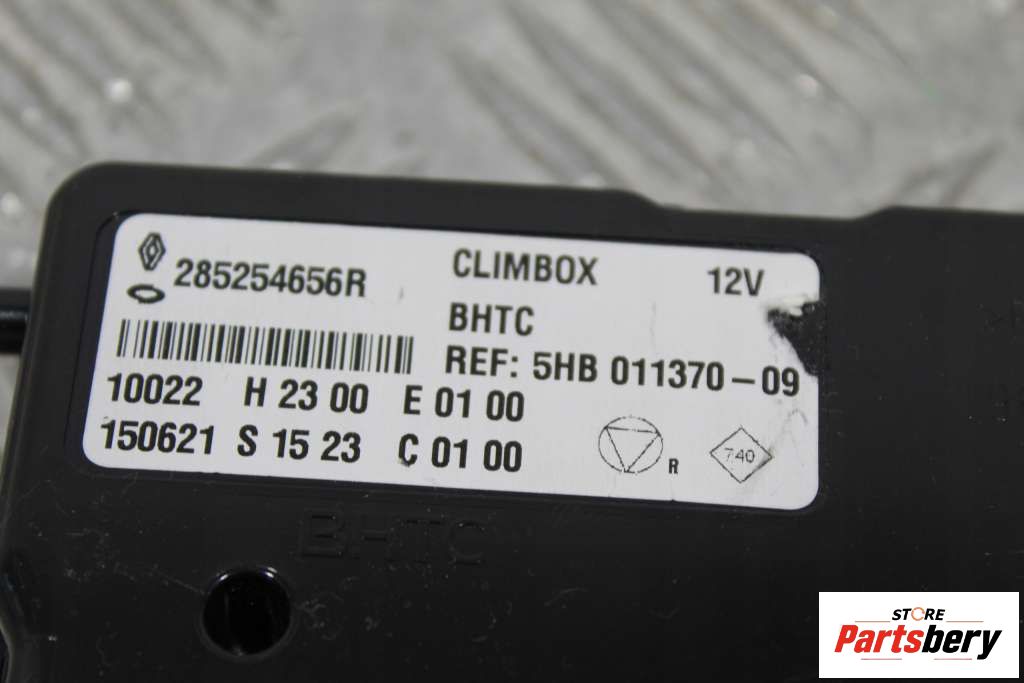 285254656R
CLIMBOX 12V
BHTC
REF: 5HB 011370-09
10022 H 23 00 E 01 00
150621 S 15 23 C 01 00
R
740
BHTC
STORE
Partsbery